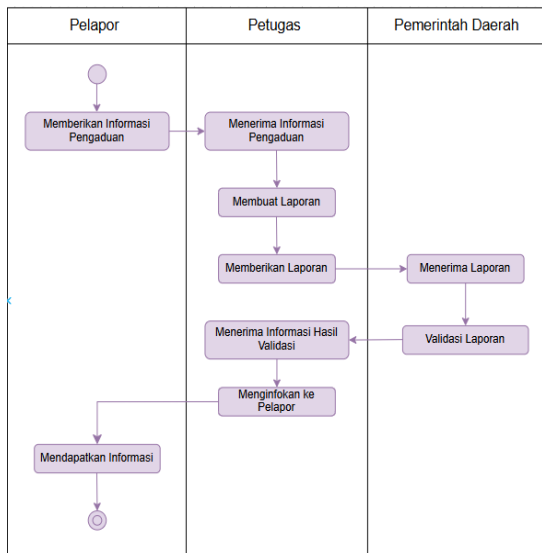 Pelapor
Petugas
Pemerintah Daerah
Memberikan Informasi
Pengaduan
Menerima Informasi
Pengaduan
Membuat Laporan
Memberikan Laporan
Menerima Laporan
Menerima Informasi Hasil
Validasi
Validasi Laporan
Menginfokan ke
Pelapor
Mendapatkan Informasi